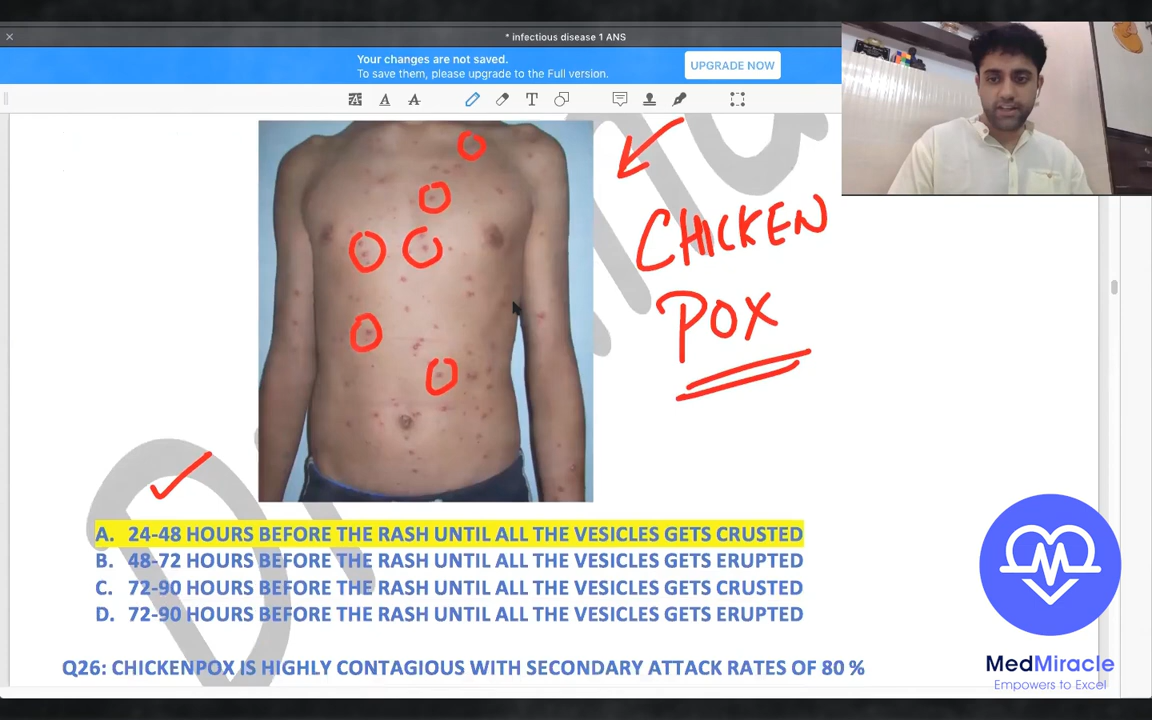 * infectious disease 1 ANS
Your changes are not saved.
To save them, please upgrade to the Full version.
UPGRADE NOW
CHICKEN
POX
A. 24-48 HOURS BEFORE THE RASH UNTIL ALL THE VESICLES GETS CRUSTED
B. 48-72 HOURS BEFORE THE RASH UNTIL ALL THE VESICLES GETS ERUPTED
C. 72-90 HOURS BEFORE THE RASH UNTIL ALL THE VESICLES GETS CRUSTED
D. 72-90 HOURS BEFORE THE RASH UNTIL ALL THE VESICLES GETS ERUPTED
Q26: CHICKENPOX IS HIGHLY CONTAGIOUS WITH SECONDARY ATTACK RATES OF 80 %
MedMiracle
Empowers to Excel